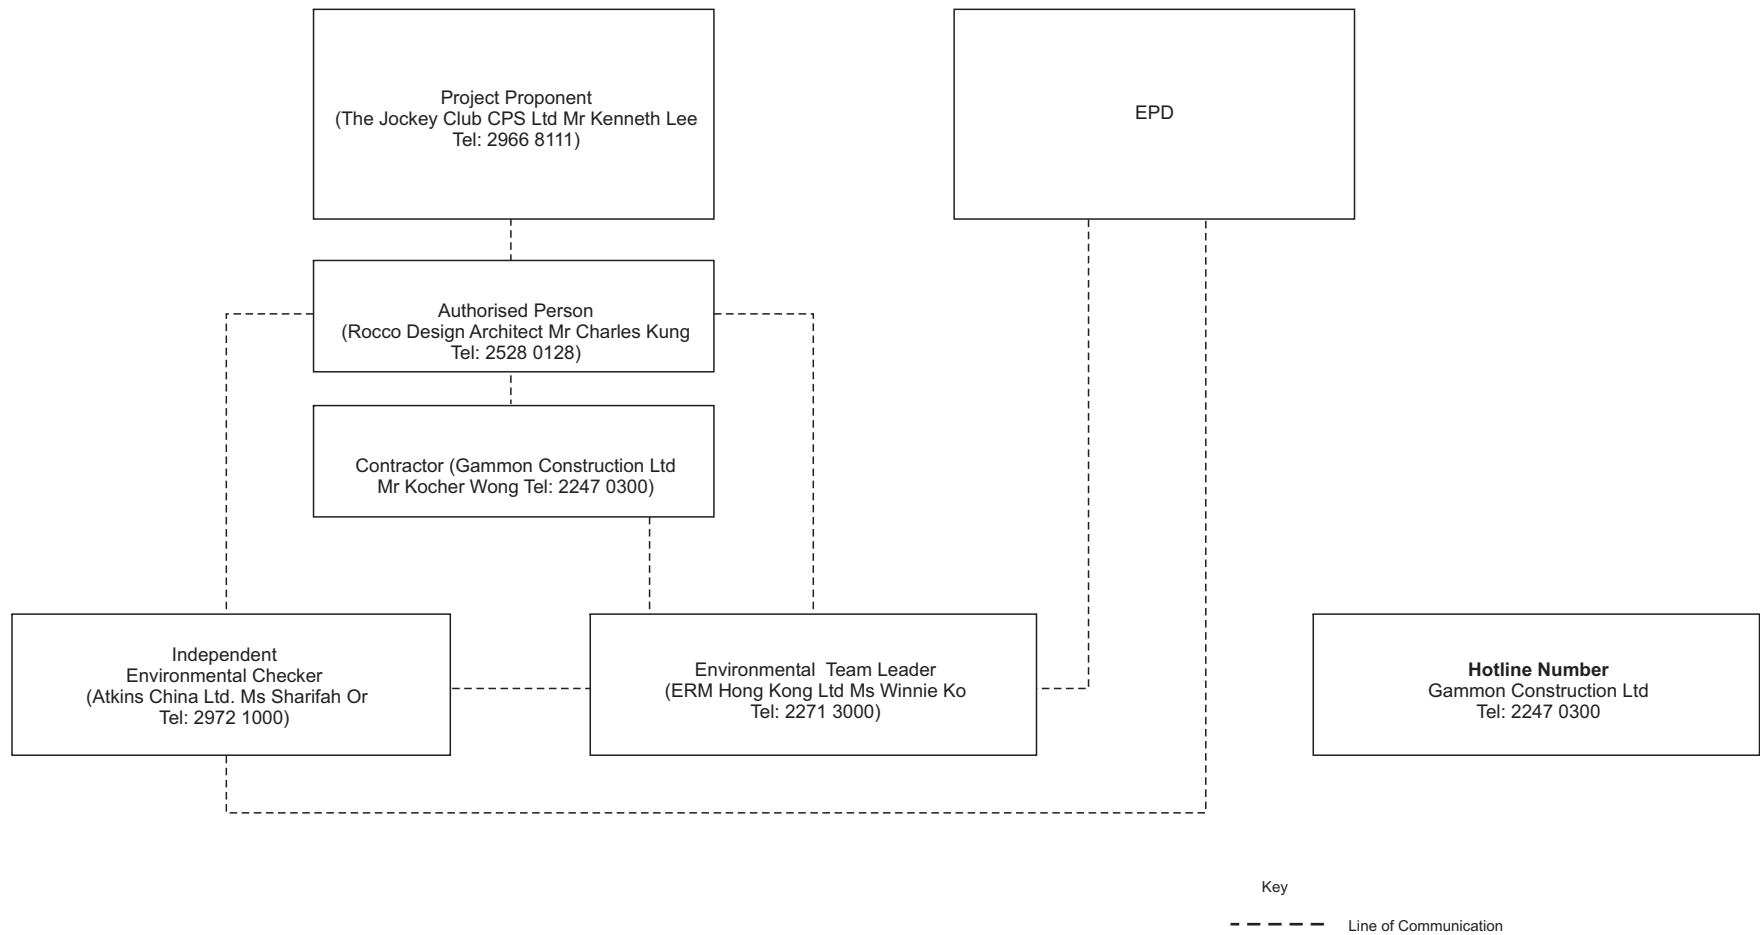 Project Proponent
(The Jockey Club CPS Ltd Mr Kenneth Lee
Tel: 2966 8111)
EPD
Authorised Person
(Rocco Design Architect Mr Charles Kung
Tel: 2528 0128)
Contractor (Gammon Construction Ltd
Mr Kocher Wong Tel: 2247 0300)
Independent
Environmental Checker
(Atkins China Ltd. Ms Sharifah Or
Tel: 2972 1000)
Environmental Team Leader
(ERM Hong Kong Ltd Ms Winnie Ko
Tel: 2271 3000)
Hotline Number
Gammon Construction Ltd
Tel: 2247 0300
Key
Line of Communication